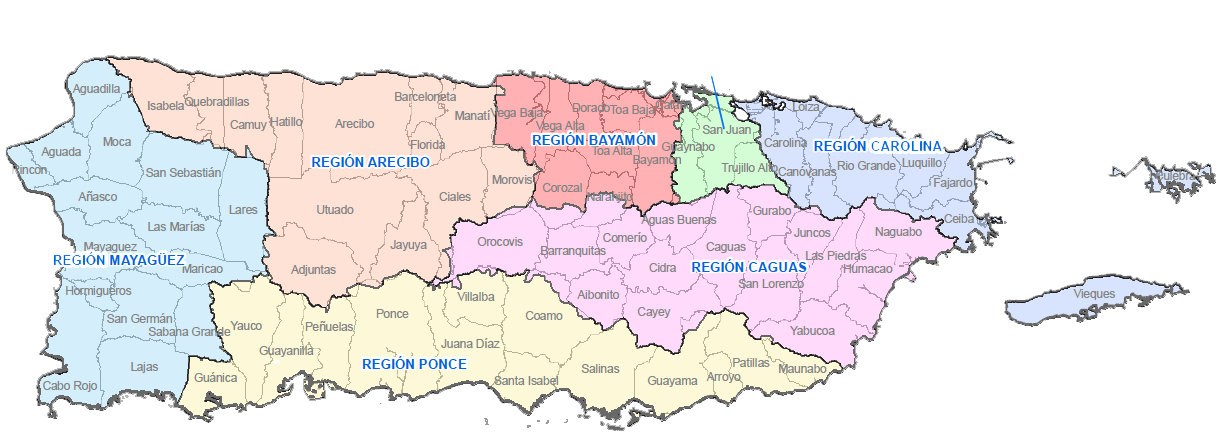 Aguadilla
Isabela
Quebradillas
Camuy
Hatillo
Arecibo
Barceloneta
Manatí
Florida
Vega Baja
Vega Alta
Dorado
Toa Baja
Cataño
San Juan
Loiza
Moca
Aguada
Rincon
San Sebastián
REGIÓN ARECIBO
REGIÓN BAYAMÓN
Toa Alta
Bayamón
Guaynabo
Trujillo Alto
Carolina
REGIÓN CAROLINA
Canóvanas
Rio Grande
Luquillo
Fajardo
Culebra
Añasco
Lares
Utuado
Ciales
Morovis
Corozal
Naranjito
Las Marías
Aguas Buenas
Gurabo
Juncos
Naguabo
Ceiba
Mayaguez
REGIÓN MAYAGÜEZ
Maricao
Adjuntas
Jayuya
Orocovis
Barranquitas
Comerío
Cidra
Caguas
REGIÓN CAGUAS
Las Piedras
Humacao
San Lorenzo
Hormigueros
San Germán
Sabana Grande
Yauco
Peñuelas
Ponce
Villalba
Coamo
Aibonito
Cayey
Yabucoa
Vieques
Lajas
Cabo Rojo
Guánica
Guayanilla
REGIÓN PONCE
Juana Díaz
Santa Isabel
Salinas
Guayama
Arroyo
Patillas
Maunabo